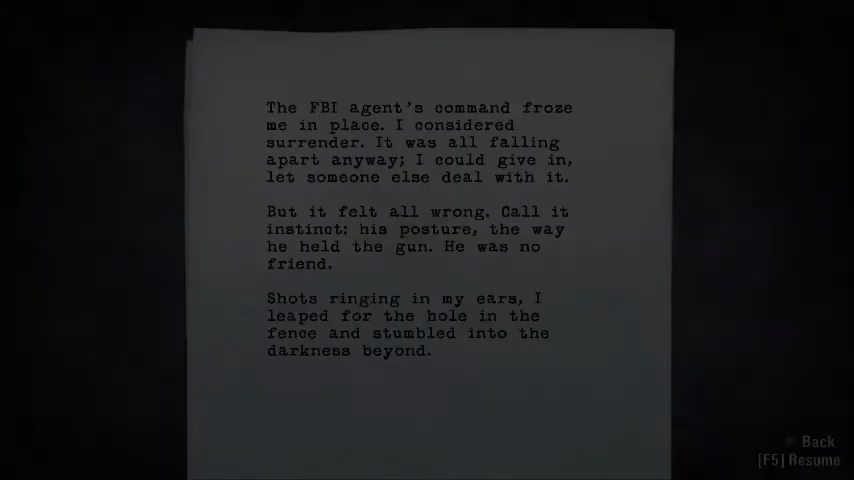 The FBI agent's command froze
me in place. I considered
surrender. It was all falling
apart anyway; I could give in,
let someone else deal with it.
But it felt all wrong. Call it
instinct: his posture, the way
he held the gun. He was no
friend.
Shots ringing in my ears, I
leaped for the hole in the
fence and stumbled into the
darkness beyond.
Back
[F5] Resume